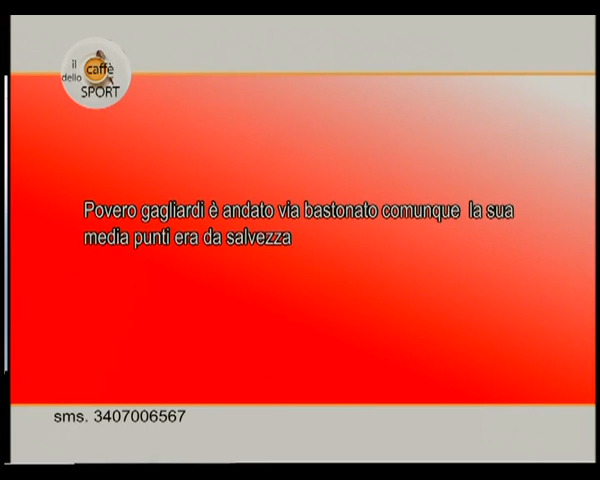 il
dello caffè
SPORT
Povero gagliardi è andato via bastonato comunque la sua
media punti era da salvezza
sms. 3407006567